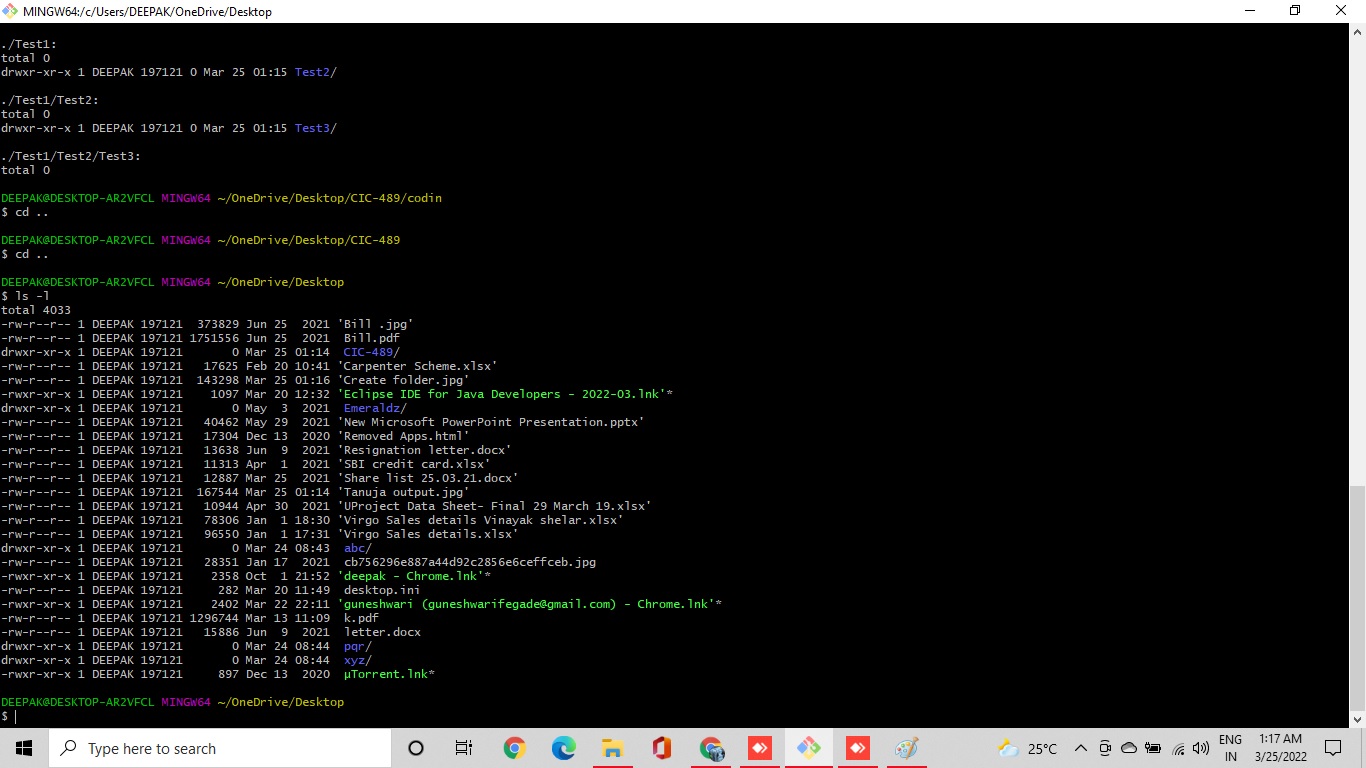 MINGW64:/c/Users/DEEPAK/OneDrive/Desktop
./Test1:
total 0
drwxr-xr-x 1 DEEPAK 197121 0 Mar 25 01:15 Test2/
./Test1/Test2:
total 0
drwxr-xr-x 1 DEEPAK 197121 0 Mar 25 01:15 Test3/
./Test1/Test2/Test3:
total 0
DEEPAK@DESKTOP-AR2VFCL MINGW64 ~/OneDrive/Desktop/CIC-489/codin
$ cd ..
DEEPAK@DESKTOP-AR2VFCL MINGW64 ~/OneDrive/Desktop/CIC-489
$ cd ..
DEEPAK@DESKTOP-AR2VFCL MINGW64 ~/OneDrive/Desktop
$ ls -l
total 4033
-rw-r--r-- 1 DEEPAK 197121  373829 Jun 25  2021 'Bill .jpg'
-rw-r--r-- 1 DEEPAK 197121 1751556 Jun 25  2021  Bill.pdf
drwxr-xr-x 1 DEEPAK 197121       0 Mar 25 01:14  CIC-489/
-rw-r--r-- 1 DEEPAK 197121   17625 Feb 20 10:41 'Carpenter Scheme.xlsx'
-rw-r--r-- 1 DEEPAK 197121  143298 Mar 25 01:16 'Create folder.jpg'
-rwxr-xr-x 1 DEEPAK 197121    1097 Mar 20 12:32 'Eclipse IDE for Java Developers - 2022-03.lnk'*
drwxr-xr-x 1 DEEPAK 197121       0 May  3  2021  Emeraldz/
-rw-r--r-- 1 DEEPAK 197121   40462 May 29  2021 'New Microsoft PowerPoint Presentation.pptx'
-rw-r--r-- 1 DEEPAK 197121   17304 Dec 13  2020 'Removed Apps.html'
-rw-r--r-- 1 DEEPAK 197121   13638 Jun  9  2021 'Resignation letter.docx'
-rw-r--r-- 1 DEEPAK 197121   11313 Apr  1  2021 'SBI credit card.xlsx'
-rw-r--r-- 1 DEEPAK 197121   12887 Mar 25  2021 'Share list 25.03.21.docx'
-rw-r--r-- 1 DEEPAK 197121  167544 Mar 25 01:14 'Tanuja output.jpg'
-rw-r--r-- 1 DEEPAK 197121   10944 Apr 30  2021 'UProject Data Sheet- Final 29 March 19.xlsx'
-rw-r--r-- 1 DEEPAK 197121   78306 Jan  1 18:30 'Virgo Sales details Vinayak shelar.xlsx'
-rw-r--r-- 1 DEEPAK 197121   96550 Jan  1 17:31 'Virgo Sales details.xlsx'
drwxr-xr-x 1 DEEPAK 197121       0 Mar 24 08:43  abc/
-rw-r--r-- 1 DEEPAK 197121   28351 Jan 17  2021  cb756296e887a44d92c2856e6ceffceb.jpg
-rwxr-xr-x 1 DEEPAK 197121    2358 Oct  1 21:52 'deepak - Chrome.lnk'*
-rw-r--r-- 1 DEEPAK 197121     282 Mar 20 11:49  desktop.ini
-rwxr-xr-x 1 DEEPAK 197121    2402 Mar 22 22:11 'guneshwari (guneshwarifegade@gmail.com) - Chrome.lnk'*
-rw-r--r-- 1 DEEPAK 197121 1296744 Mar 13 11:09  k.pdf
-rw-r--r-- 1 DEEPAK 197121   15886 Jun  9  2021  letter.docx
drwxr-xr-x 1 DEEPAK 197121       0 Mar 24 08:44  pqr/
drwxr-xr-x 1 DEEPAK 197121       0 Mar 24 08:44  xyz/
-rwxr-xr-x 1 DEEPAK 197121     897 Dec 13  2020  µTorrent.lnk*
DEEPAK@DESKTOP-AR2VFCL MINGW64 ~/OneDrive/Desktop
$
Type here to search
25°C
ENG
IN
1:17 AM
3/25/2022